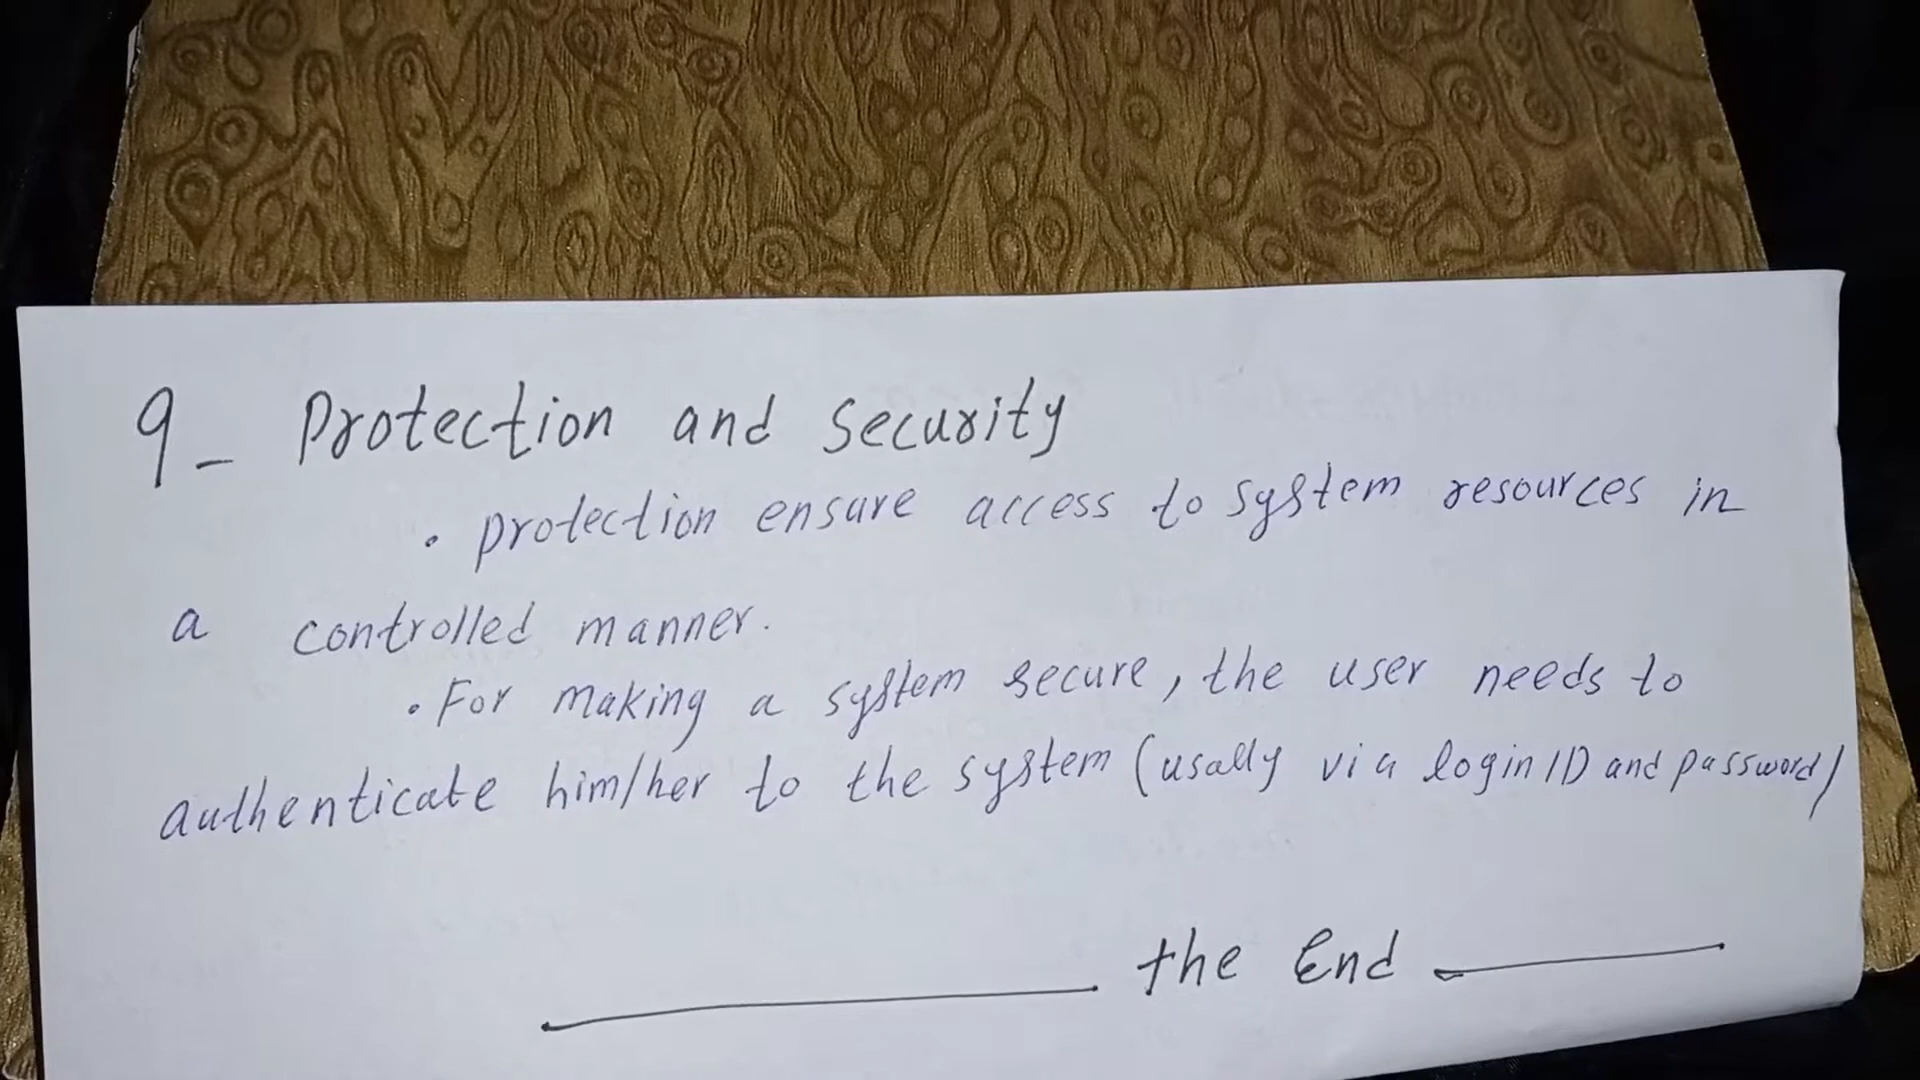 9_ Protection and Security
. protection ensure access to system resources in
a controlled manner.
. For making a system secure, the user needs to
authenticate him/her to the system (usally via login ID and password)
the End